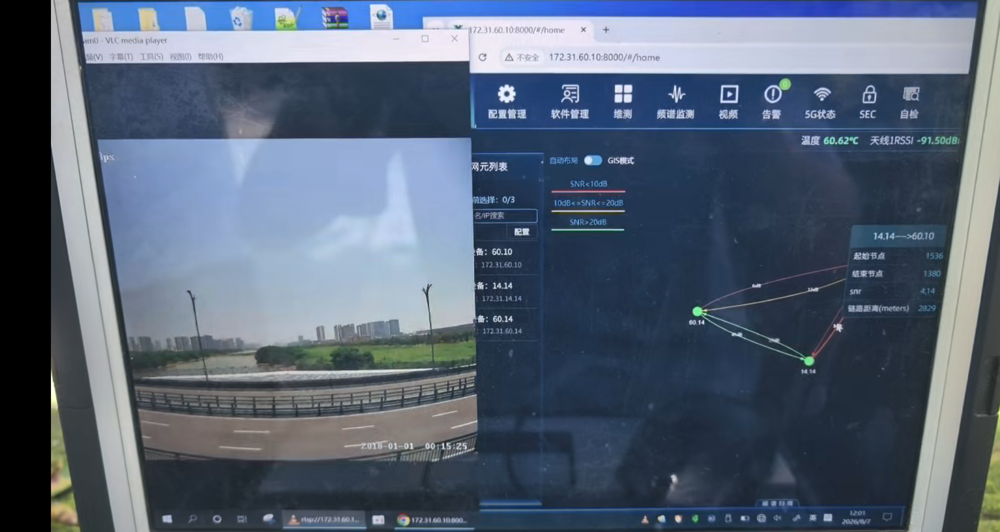 am0 - VLC media player
频(V) 字幕(T) 工具(S) 视图(I) 帮助(H)
172.31.60.10:8000/#/home
不安全 172.31.60.10:8000/#/home
配置管理 软件管理 维测 频谱监测 视频 告警 5G状态 SEC 自检
0
温度 60.62℃ 天线1RSSI -91.50dB
3ps
网元列表
自动布局 GIS模式
SNR<10dB
10dB<=SNR<=20dB
SNR>20dB
前选择：0/3
名/IP搜索
配置
备：60.10
: 172.31.60.10
备：14.14
: 172.31.14.14
备：60.14
: 172.31.60.14
14.14-->60.10
起始节点 1536
结束节点 1380
snr 4,14
链路距离(meters) 2829
6dB
60.14
14.14
2018-01-01 00:15:25
频谱扫描
rtsp://172.31.60.1...
172.31.60.10:800...
英
12:01
2026/8/7